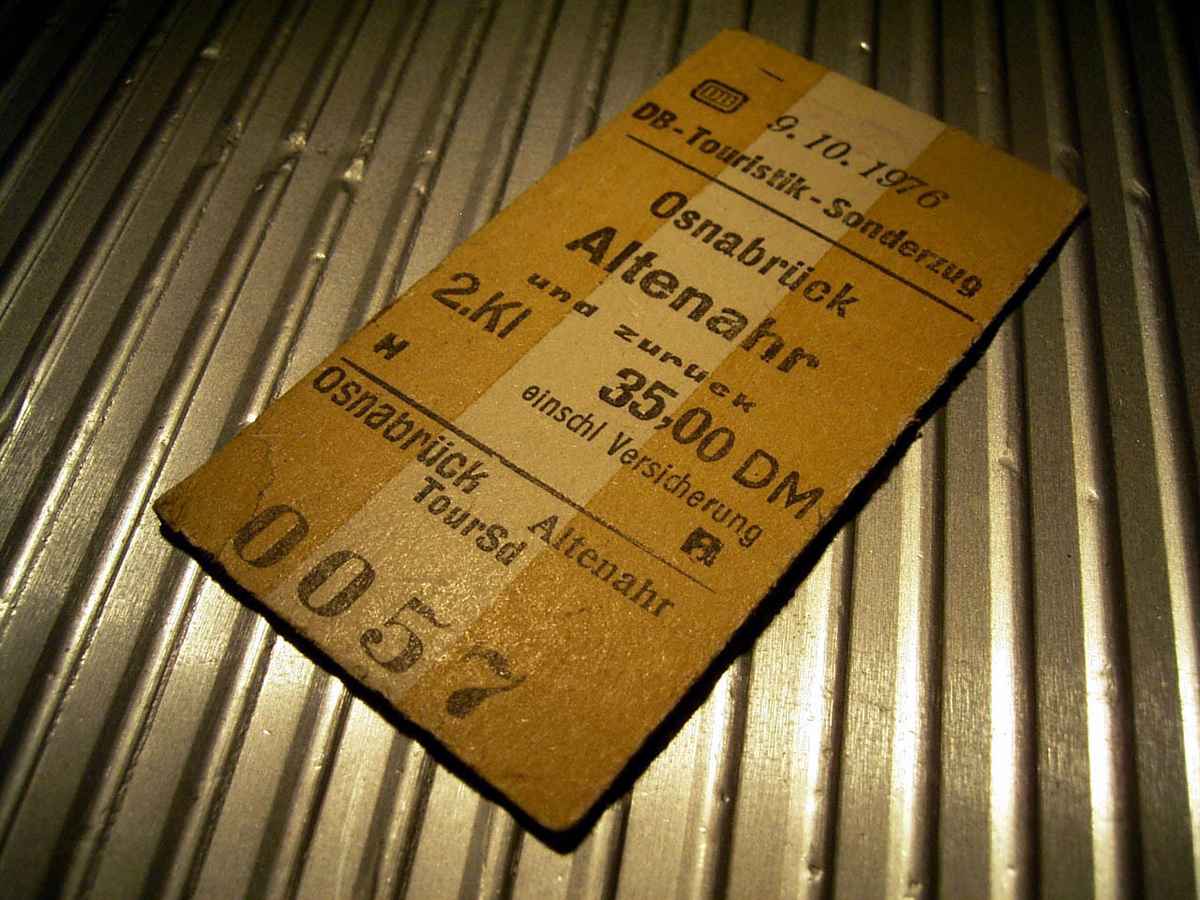 DB
9. 10. 1976
DB-Touristik-Sonderzug
Osnabrück
Altenahr
und zurück
2.Kl 35,00 DM
einschl Versicherung
H
Osnabrück Altenahr
TourSd
0057